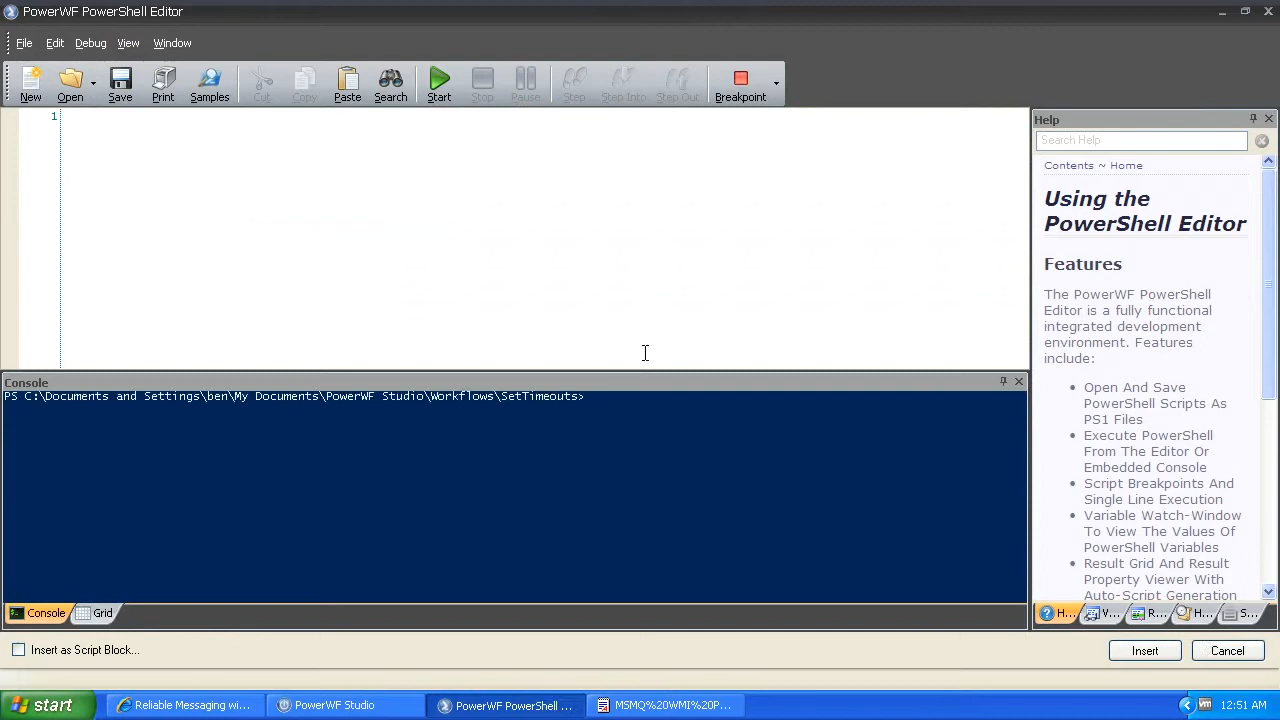 PowerWF PowerShell Editor
File Edit Debug View Window
New Open Save Print Samples Cut Copy Paste Search Start Stop Pause Step Step Into Step Out Breakpoint
1
Help
Search Help
Contents ~ Home
Using the
PowerShell Editor
Features
The PowerWF PowerShell
Editor is a fully functional
integrated development
environment. Features
include:
• Open And Save
PowerShell Scripts As
PS1 Files
• Execute PowerShell
From The Editor Or
Embedded Console
• Script Breakpoints And
Single Line Execution
• Variable Watch-Window
To View The Values Of
PowerShell Variables
• Result Grid And Result
Property Viewer With
Auto-Script Generation
Console
PS C:\Documents and Settings\ben\My Documents\PowerWF Studio\Workflows\SetTimeouts>
Console Grid
H... V... R... H... S...
Insert as Script Block...
Insert Cancel
start Reliable Messaging wi... PowerWF Studio PowerWF PowerShell ... MSMQ%20WMI%20P... vm 12:51 AM